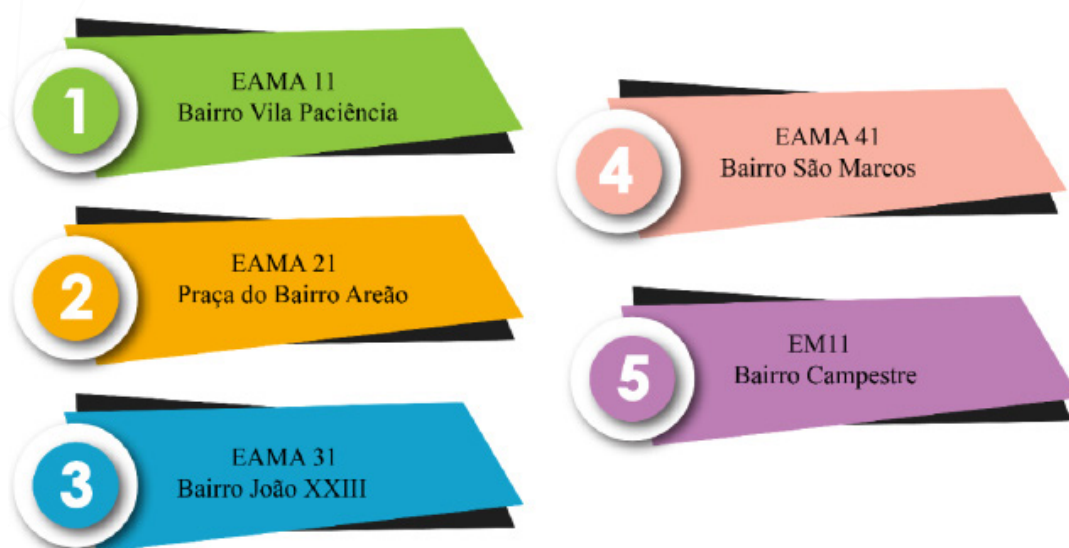 1
EAMA 11
Bairro Vila Paciência
2
EAMA 21
Praça do Bairro Areão
3
EAMA 31
Bairro João XXIII
4
EAMA 41
Bairro São Marcos
5
EM11
Bairro Campestre